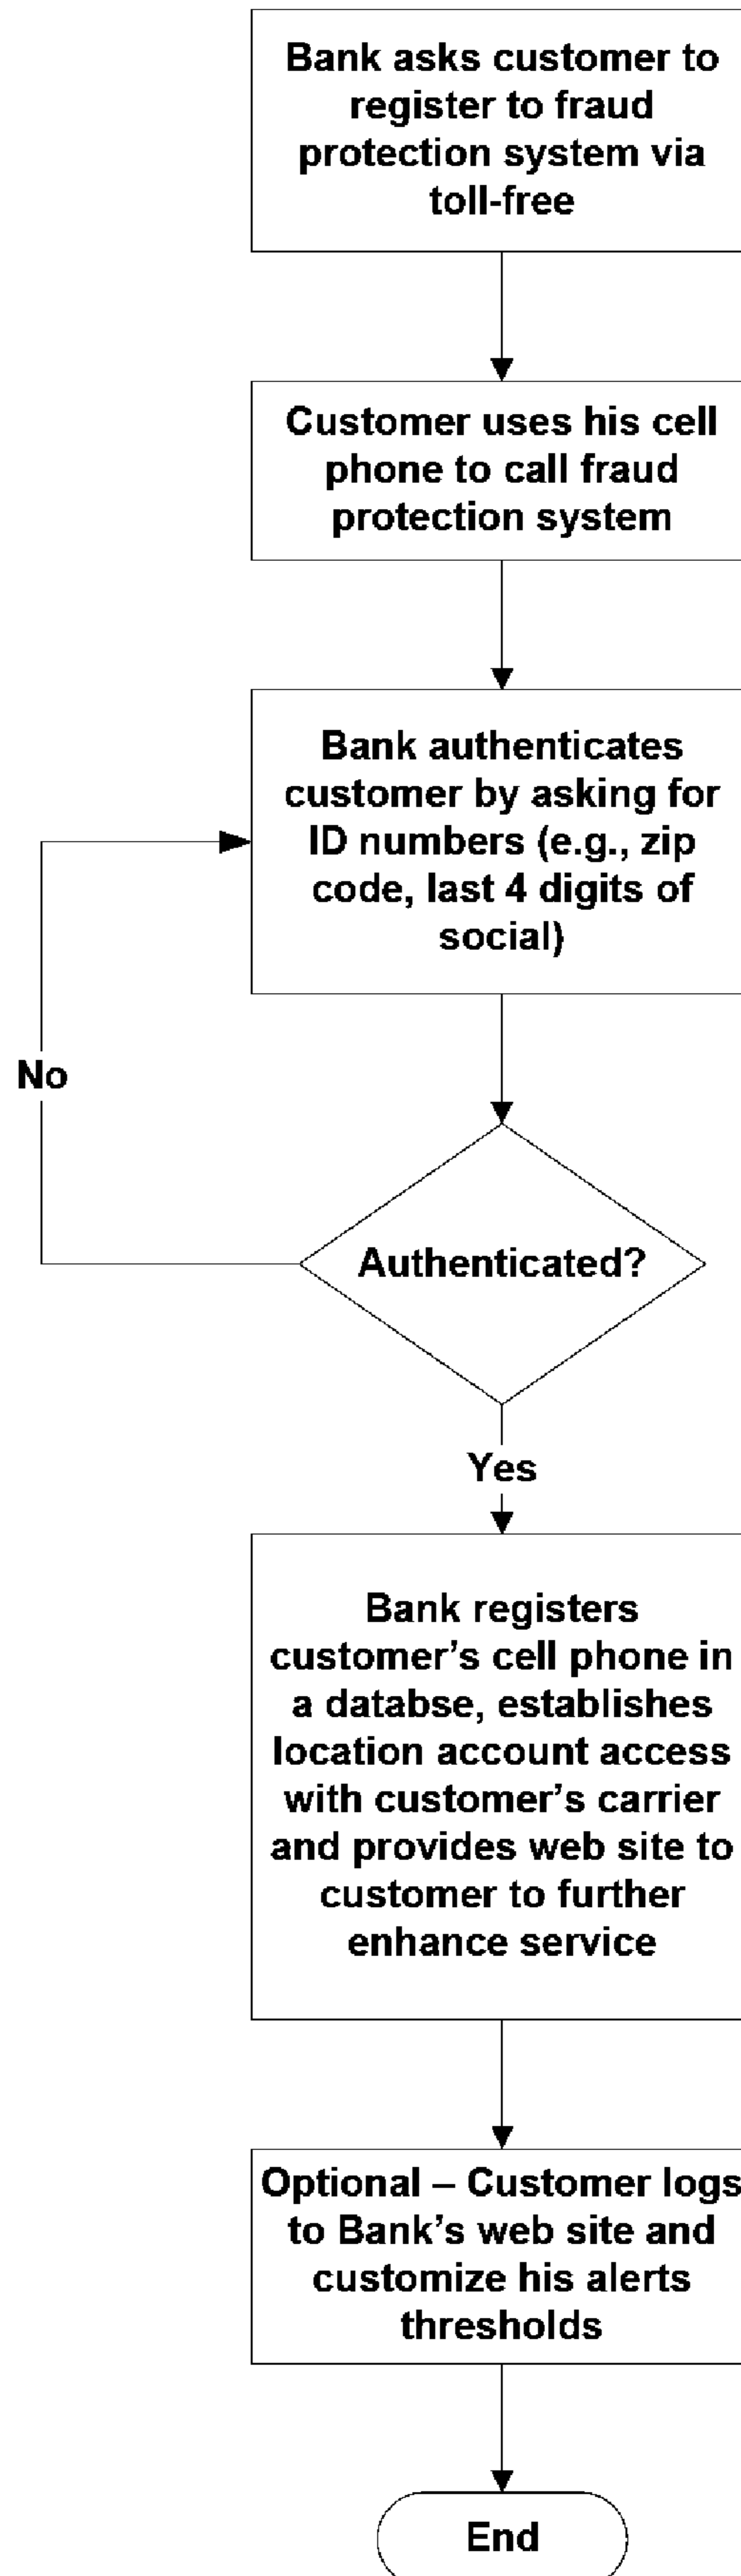 Bank asks customer to
register to fraud
protection system via
toll-free
Customer uses his cell
phone to call fraud
protection system
Bank authenticates
customer by asking for
ID numbers (e.g., zip
code, last 4 digits of
social)
No
Authenticated?
Yes
Bank registers
customer’s cell phone in
a databse, establishes
location account access
with customer’s carrier
and provides web site to
customer to further
enhance service
Optional – Customer logs
to Bank’s web site and
customize his alerts
thresholds
End